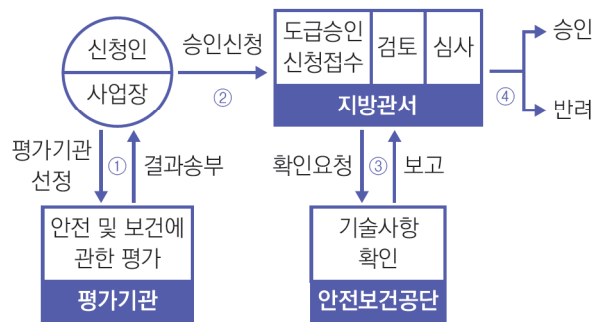 신청인
사업장
승인신청
②
도급승인
신청접수
검토
심사
지방관서
④
승인
반려
평가기관
선정
①
결과송부
확인요청
③
보고
안전 및 보건에
관한 평가
평가기관
기술사항
확인
안전보건공단